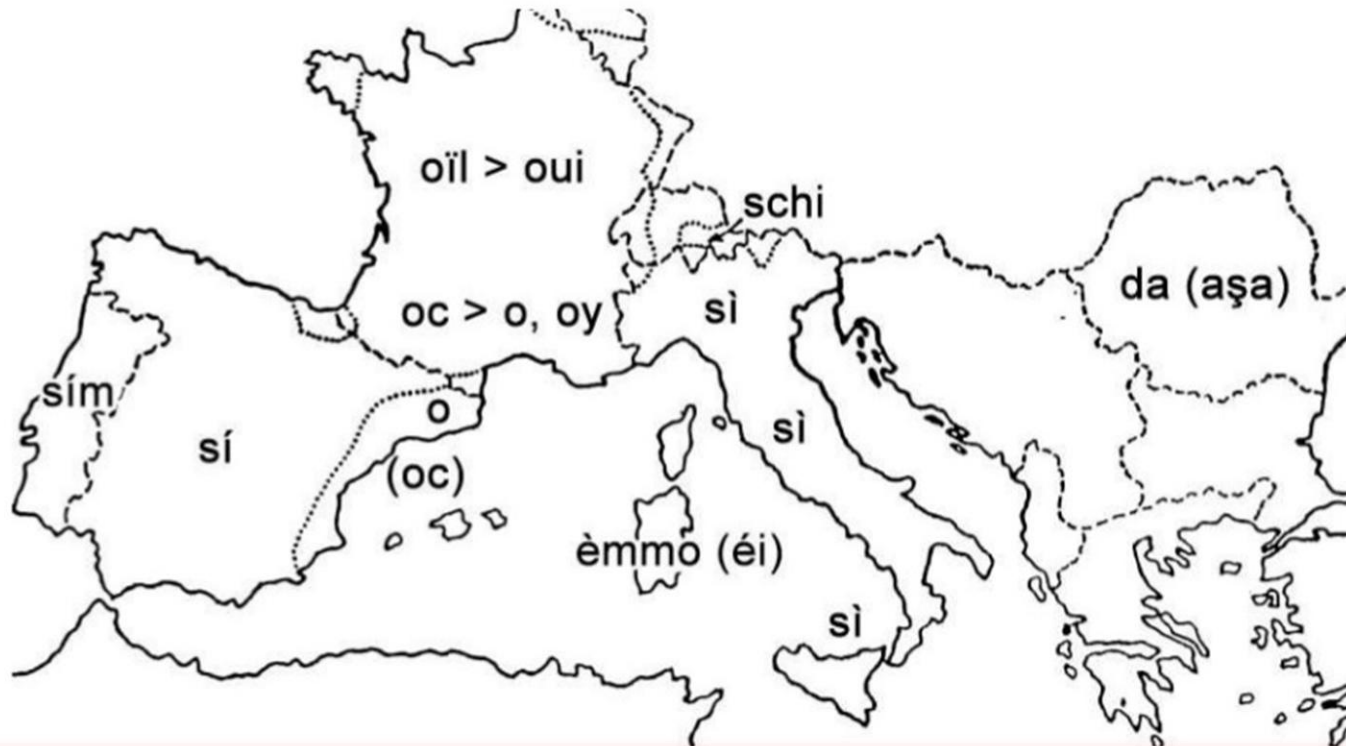 oïl > oui
schi
da (aşa)
oc > o, oy
sì
sím
o
sí
sì
(oc)
èmmo (éi)
sì